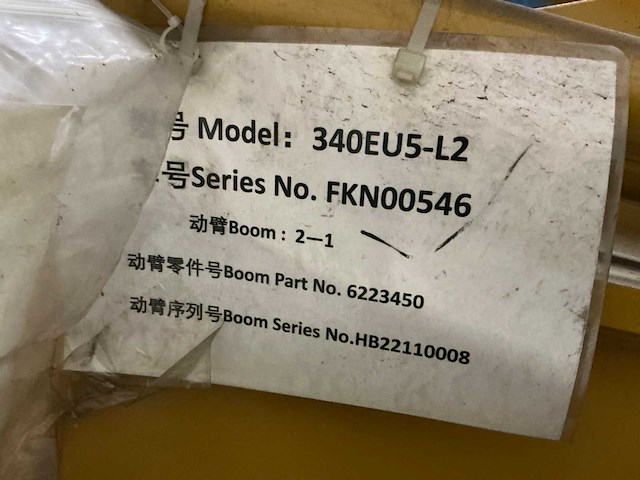 号 Model：340EU5-L2
号Series No. FKN00546
动臂Boom：2—1
动臂零件号Boom Part No. 6223450
动臂序列号Boom Series No.HB22110008